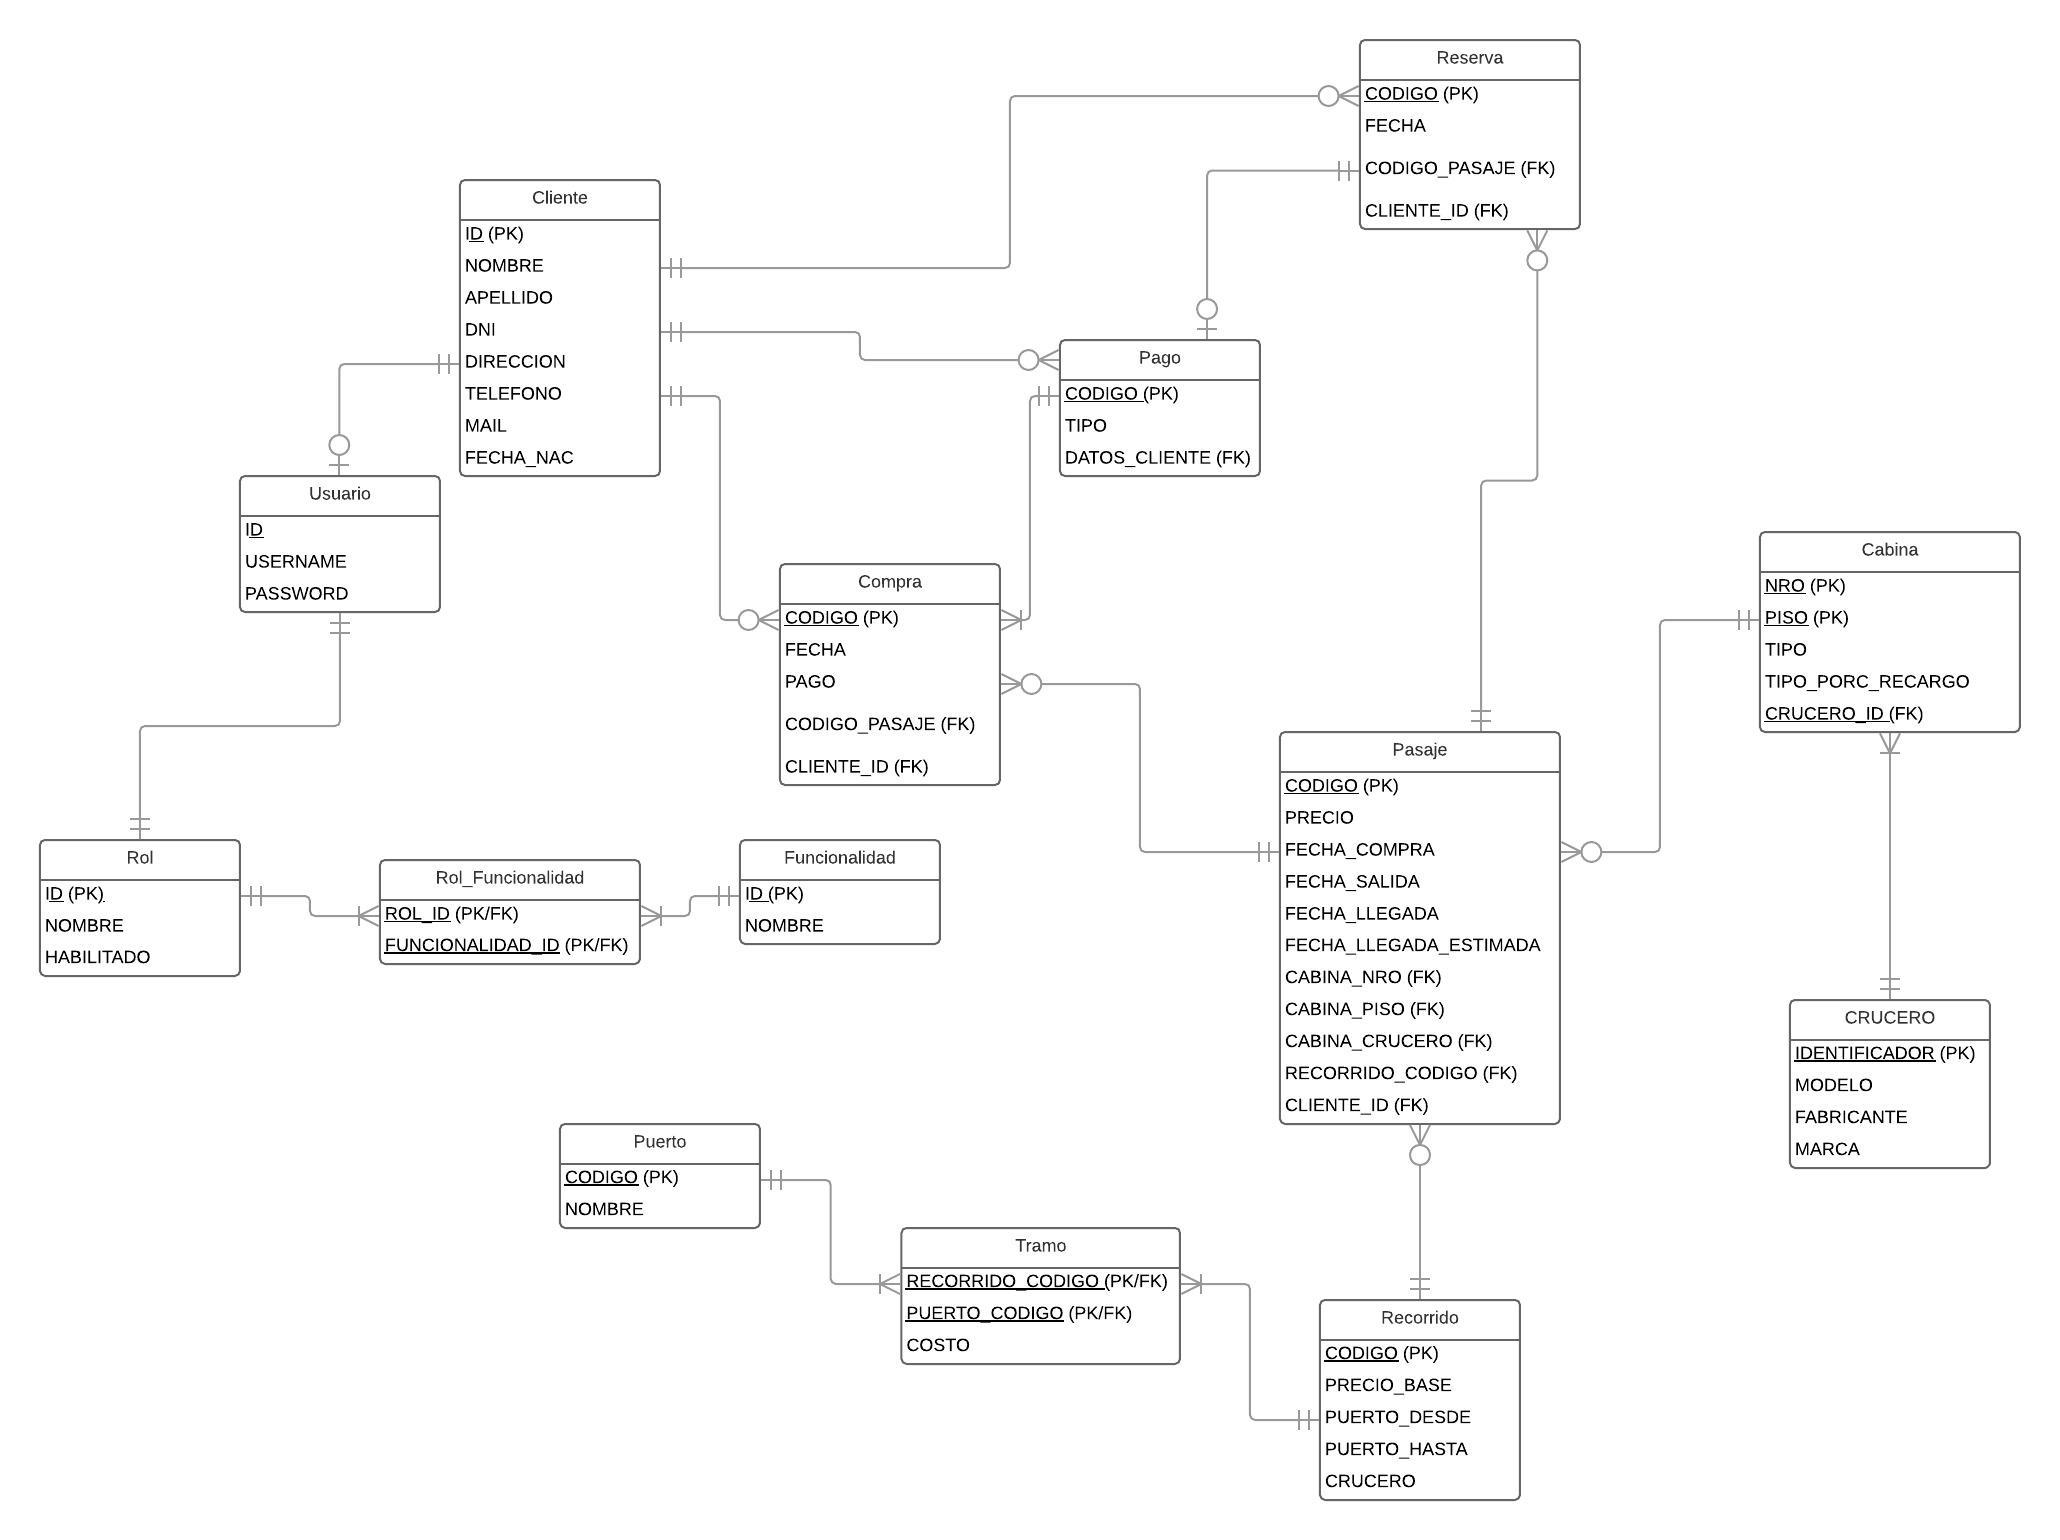 Reserva
CODIGO (PK)
FECHA
CODIGO_PASAJE (FK)
CLIENTE_ID (FK)
Cliente
ID (PK)
NOMBRE
APELLIDO
DNI
DIRECCION
TELEFONO
MAIL
FECHA_NAC
Pago
CODIGO (PK)
TIPO
DATOS_CLIENTE (FK)
Usuario
ID
USERNAME
PASSWORD
Compra
CODIGO (PK)
FECHA
PAGO
CODIGO_PASAJE (FK)
CLIENTE_ID (FK)
Cabina
NRO (PK)
PISO (PK)
TIPO
TIPO_PORC_RECARGO
CRUCERO_ID (FK)
Pasaje
CODIGO (PK)
PRECIO
FECHA_COMPRA
FECHA_SALIDA
FECHA_LLEGADA
FECHA_LLEGADA_ESTIMADA
CABINA_NRO (FK)
CABINA_PISO (FK)
CABINA_CRUCERO (FK)
RECORRIDO_CODIGO (FK)
CLIENTE_ID (FK)
Rol
ID (PK)
NOMBRE
HABILITADO
Rol_Funcionalidad
ROL_ID (PK/FK)
FUNCIONALIDAD_ID (PK/FK)
Funcionalidad
ID (PK)
NOMBRE
CRUCERO
IDENTIFICADOR (PK)
MODELO
FABRICANTE
MARCA
Puerto
CODIGO (PK)
NOMBRE
Tramo
RECORRIDO_CODIGO (PK/FK)
PUERTO_CODIGO (PK/FK)
COSTO
Recorrido
CODIGO (PK)
PRECIO_BASE
PUERTO_DESDE
PUERTO_HASTA
CRUCERO